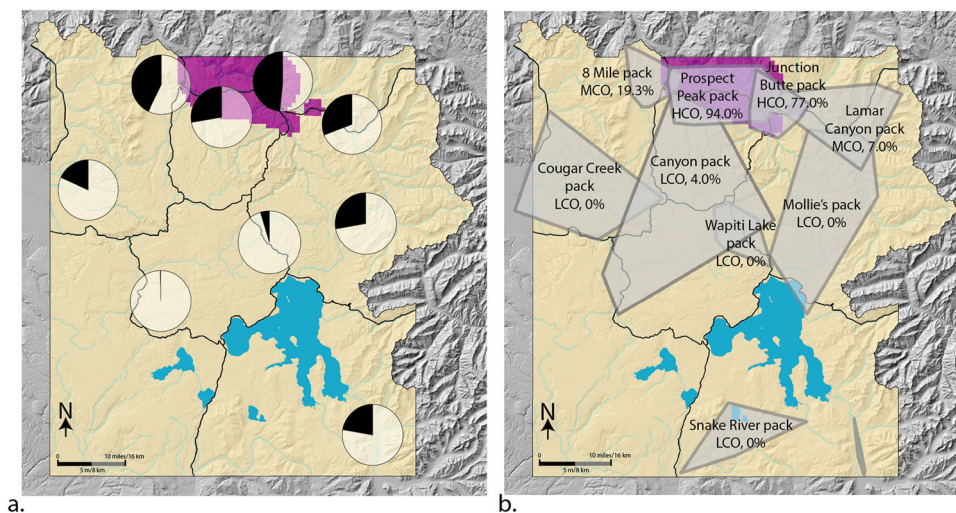 N
10 miles/16 km
0
5 m/8 km
a.
8 Mile pack
MCO, 19.3%
Prospect
Peak pack
HCO, 94.0%
Junction
Butte pack
HCO, 77.0%
Lamar
Canyon pack
MCO, 7.0%
Cougar Creek
pack
LCO, 0%
Canyon pack
LCO, 4.0%
Mollie's pack
LCO, 0%
Wapiti Lake
pack
LCO, 0%
Snake River pack
LCO, 0%
N
10 miles/16 km
0
5 m/8 km
b.